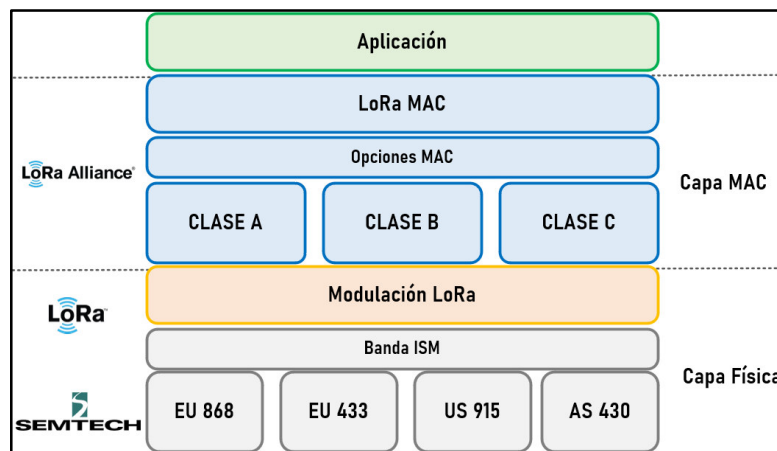 Aplicación
LoRa MAC
Opciones MAC
LoRa Alliance®
Capa MAC
CLASE A
CLASE B
CLASE C
Modulación LoRa
LoRa™
Banda ISM
Capa Física
EU 868
EU 433
US 915
AS 430
SEMTECH